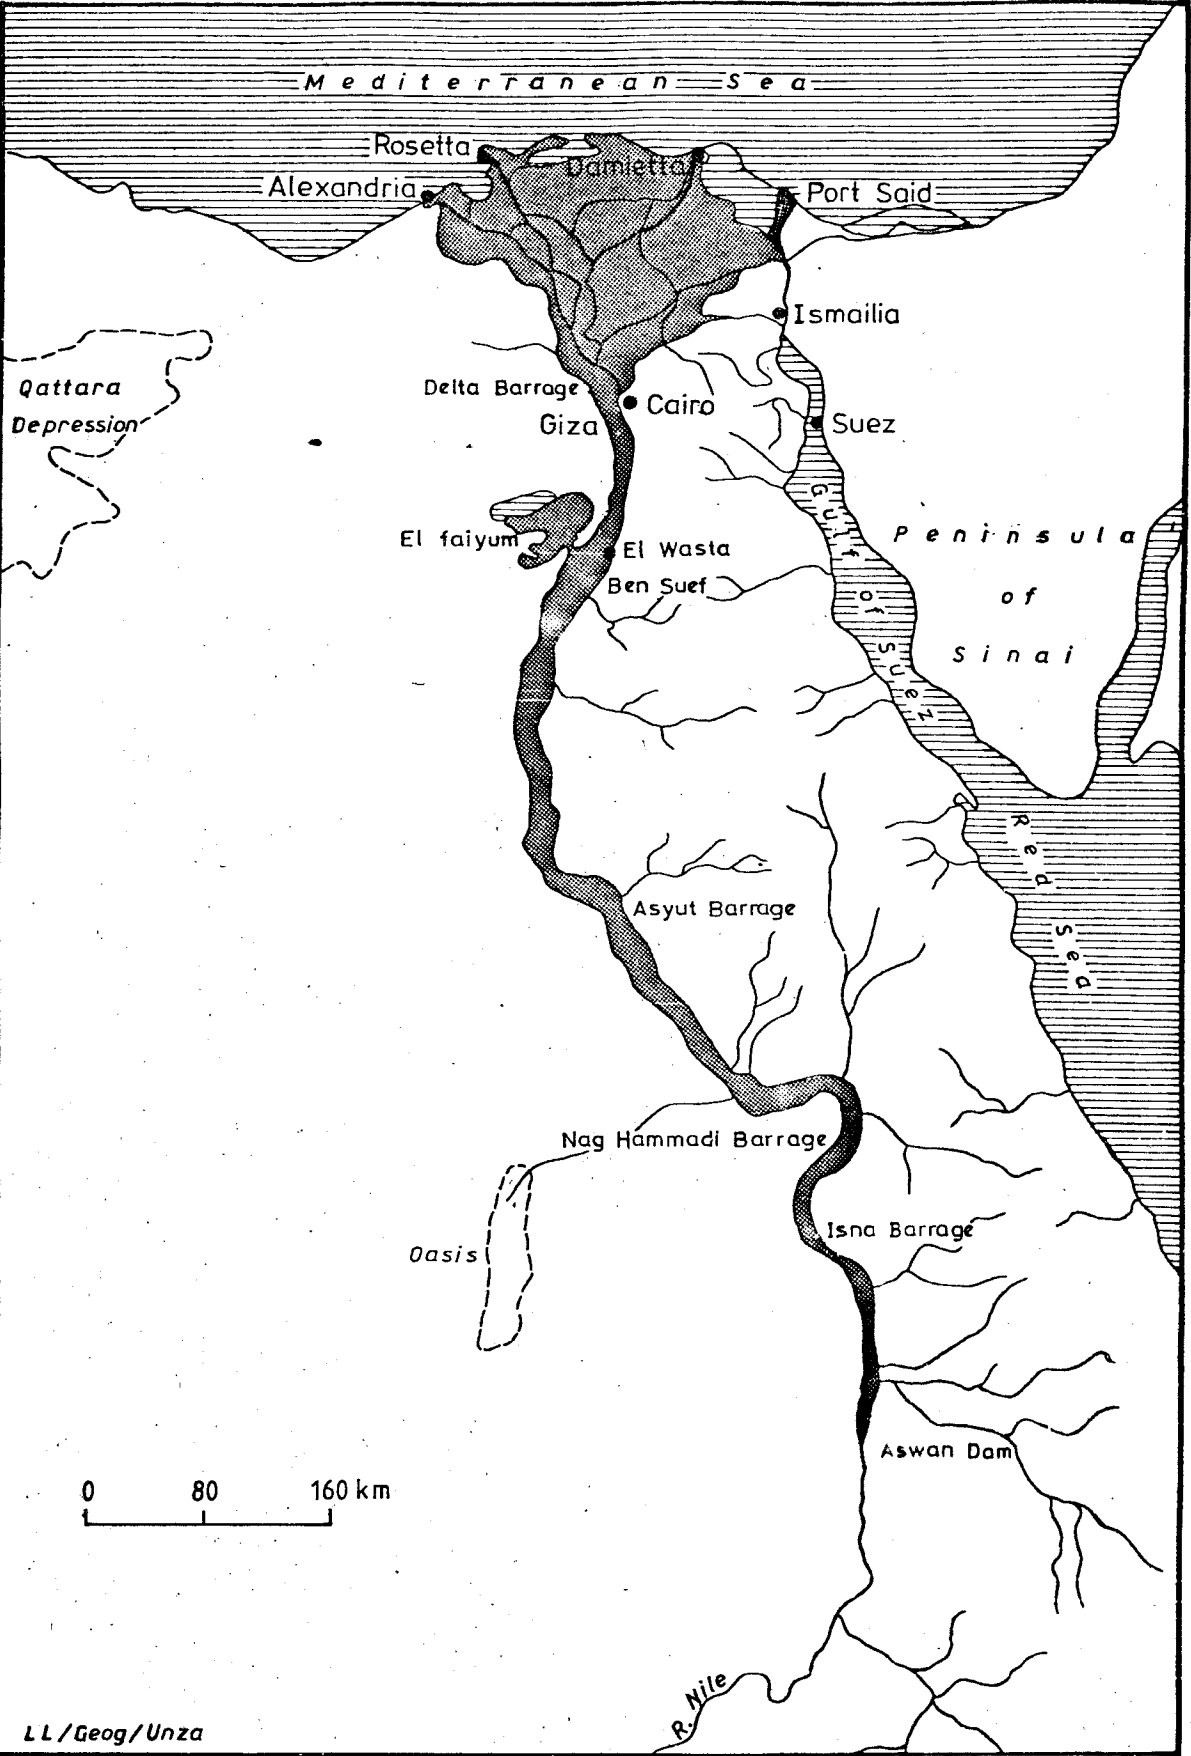 Mediterranean Sea
Rosetta
Damietta
Alexandria
Port Said
Ismailia
Qattara
Depression
Delta Barrage
Cairo
Giza
Suez
Gulf of Suez
Peninsula
of
Sinai
El faiyum
El Wasta
Ben Suef
Red Sea
Asyut Barrage
Nag Hammadi Barrage
Isna Barrage
Oasis
Aswan Dam
0 80 160 km
R. Nile
LL/Geog/Unza